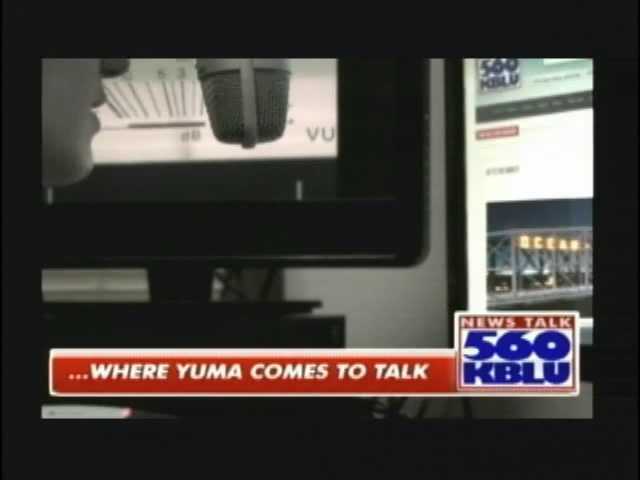 560
KBLU
dB
VU
OCEAN
...WHERE YUMA COMES TO TALK
NEWS TALK
560
KBLU